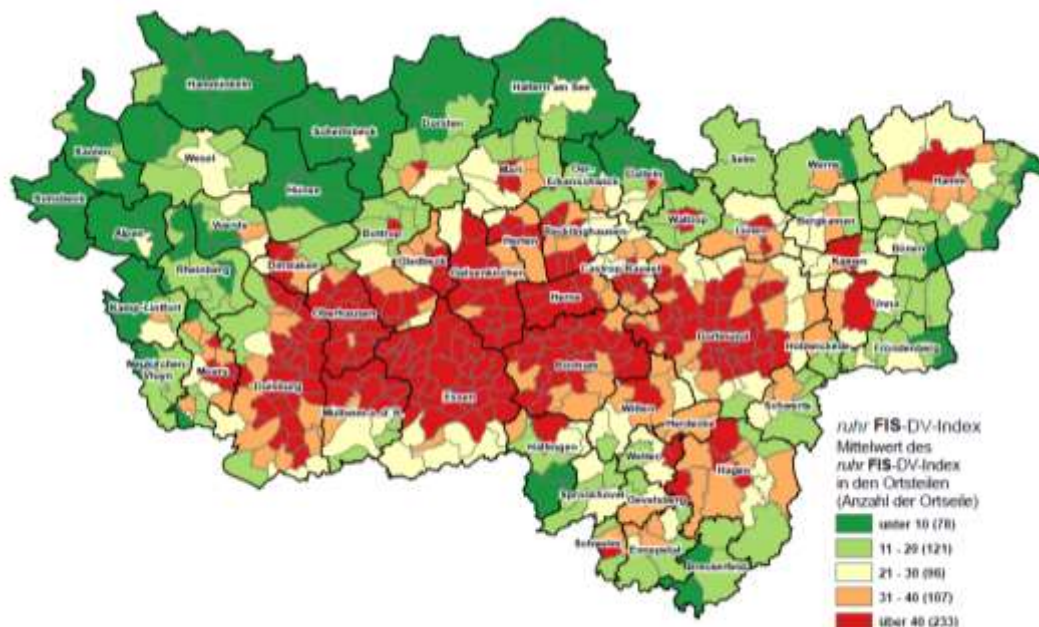 Hamminkeln
Haltern am See
Schermbeck
Dorsten
Xanten
Wesel
Selm
Werne
Hamm
Marl
Oer-
Erkenschwick
Datteln
Sonsbeck
Hünxe
Alpen
Voerde
Bottrop
Waltrop
Lünen
Bergkamen
Recklinghausen
Herten
Bönen
Rheinberg
Dinslaken
Gladbeck
Gelsenkirchen
Castrop-Rauxel
Kamen
Kamp-Lintfort
Oberhausen
Herne
Unna
Dortmund
Holzwickede
Fröndenberg
Neukirchen-
Vluyn
Moers
Duisburg
Bochum
Essen
Mülheim a.d. R.
Witten
Herdecke
Schwerte
Hattingen
Wetter
Hagen
Sprockhövel
Gevelsberg
Schwelm
Ennepetal
Breckerfeld
ruhr FIS-DV-Index
Mittelwert des
ruhr FIS-DV-Index
in den Ortsteilen
(Anzahl der Ortseile)
unter 10 (78)
11 - 20 (121)
21 - 30 (96)
31 - 40 (107)
über 40 (233)